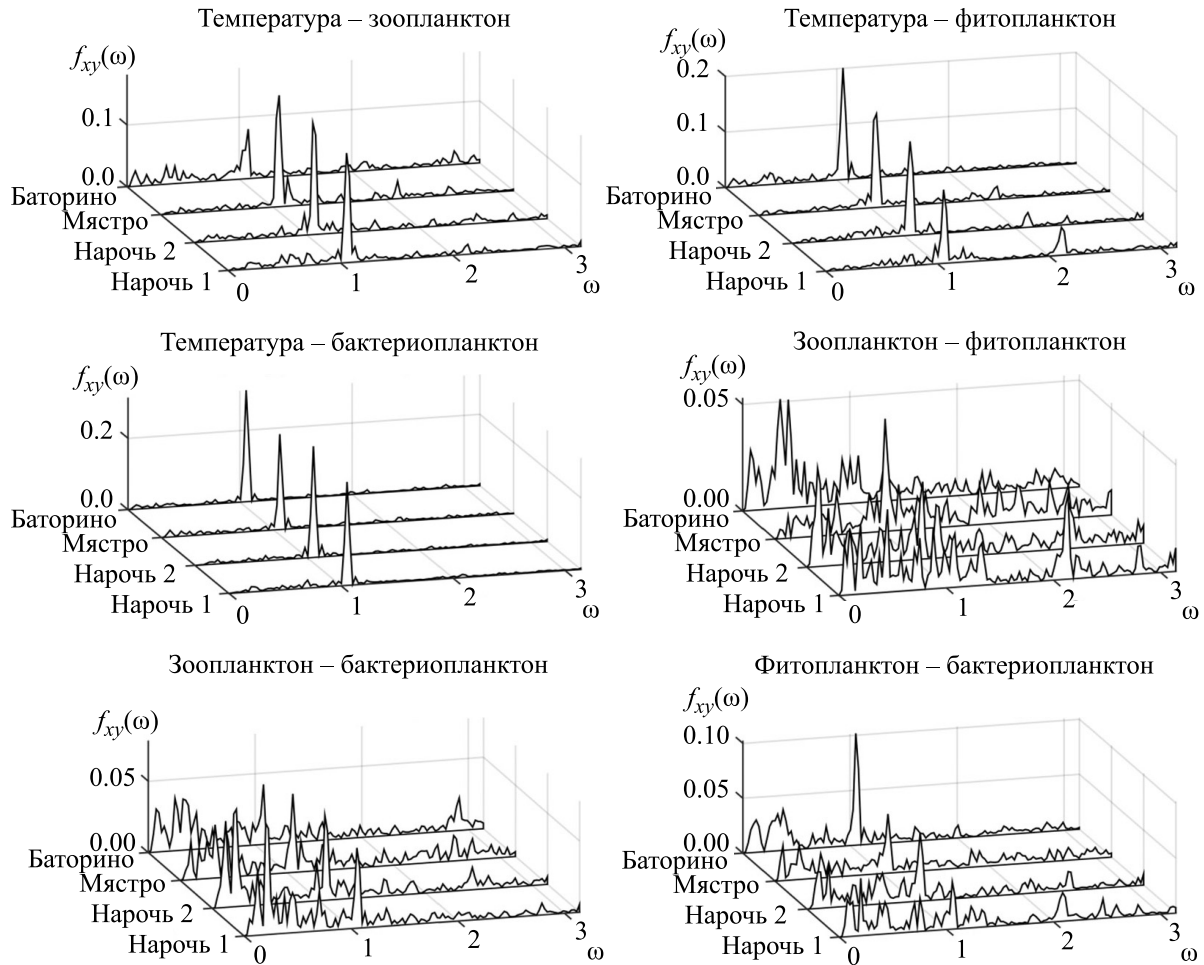 Температура – зоопланктон
f_xy(ω)
0.1
0.0
Баторино
Мястро
Нарочь 2
Нарочь 1
0
1
2
3
ω
Температура – фитопланктон
f_xy(ω)
0.2
0.1
0.0
Баторино
Мястро
Нарочь 2
Нарочь 1
0
1
2
3
ω
Температура – бактериопланктон
f_xy(ω)
0.2
0.0
Баторино
Мястро
Нарочь 2
Нарочь 1
0
1
2
3
ω
Зоопланктон – фитопланктон
f_xy(ω)
0.05
0.00
Баторино
Мястро
Нарочь 2
Нарочь 1
0
1
2
3
ω
Зоопланктон – бактериопланктон
f_xy(ω)
0.05
0.00
Баторино
Мястро
Нарочь 2
Нарочь 1
0
1
2
3
ω
Фитопланктон – бактериопланктон
f_xy(ω)
0.10
0.05
0.00
Баторино
Мястро
Нарочь 2
Нарочь 1
0
1
2
3
ω